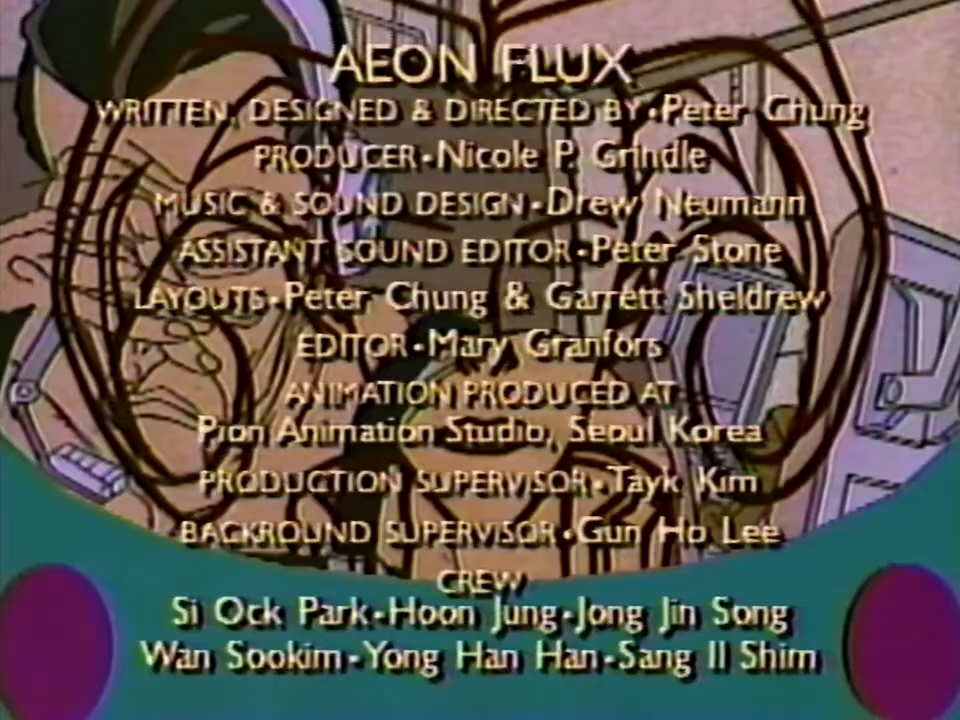 AEON FLUX
WRITTEN, DESIGNED & DIRECTED BY•Peter Chung
PRODUCER•Nicole P. Grindle
MUSIC & SOUND DESIGN•Drew Neumann
ASSISTANT SOUND EDITOR•Peter Stone
LAYOUTS•Peter Chung & Garrett Sheldrew
EDITOR•Mary Granfors
ANIMATION PRODUCED AT
Pion Animation Studio, Seoul Korea
PRODUCTION SUPERVISOR•Tayk Kim
BACKROUND SUPERVISOR•Gun Ho Lee
CREW
Si Ock Park•Hoon Jung•Jong Jin Song
Wan Sookim•Yong Han Han•Sang Il Shim